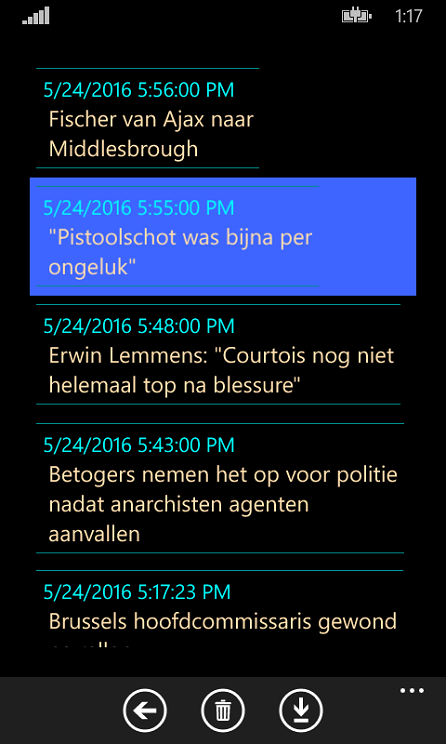 1:17
5/24/2016 5:56:00 PM
Fischer van Ajax naar
Middlesbrough
5/24/2016 5:55:00 PM
"Pistoolschot was bijna per
ongeluk"
5/24/2016 5:48:00 PM
Erwin Lemmens: "Courtois nog niet
helemaal top na blessure"
5/24/2016 5:43:00 PM
Betogers nemen het op voor politie
nadat anarchisten agenten
aanvallen
5/24/2016 5:17:23 PM
Brussels hoofdcommissaris gewond